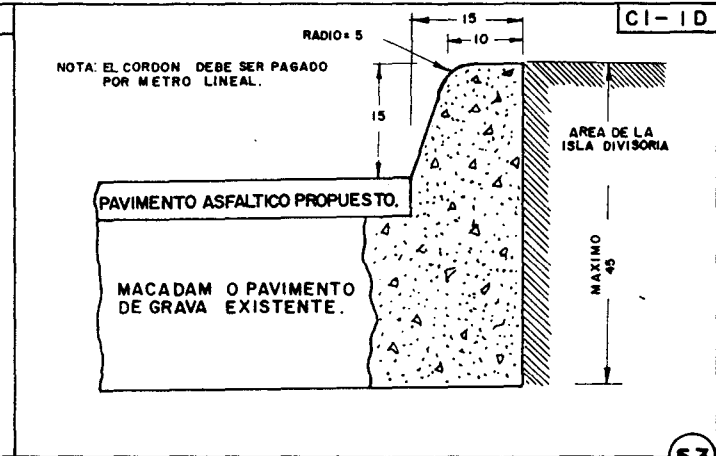 CI-1D
15
10
RADIO= 5
NOTA: EL CORDON DEBE SER PAGADO
POR METRO LINEAL.
15
AREA DE LA
ISLA DIVISORIA
PAVIMENTO ASFALTICO PROPUESTO.
MACADAM O PAVIMENTO
DE GRAVA EXISTENTE.
MAXIMO
45